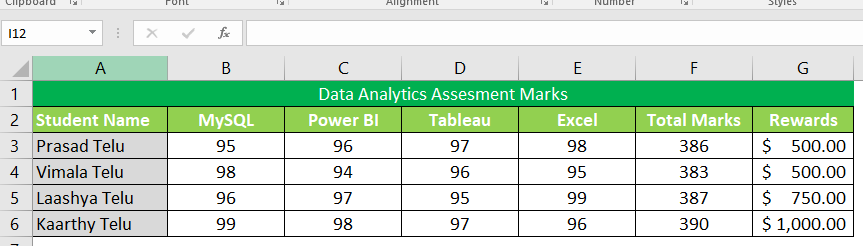 Clipboard Font Alignment Number Styles
I12 fx
A B C D E F G
1 Data Analytics Assesment Marks
2 Student Name MySQL Power BI Tableau Excel Total Marks Rewards
3 Prasad Telu 95 96 97 98 386 $ 500.00
4 Vimala Telu 98 94 96 95 383 $ 500.00
5 Laashya Telu 96 97 95 99 387 $ 750.00
6 Kaarthy Telu 99 98 97 96 390 $ 1,000.00